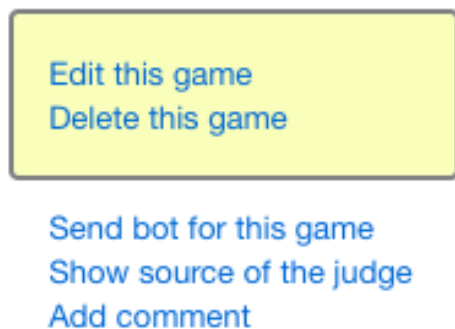 Edit this game
Delete this game
Send bot for this game
Show source of the judge
Add comment